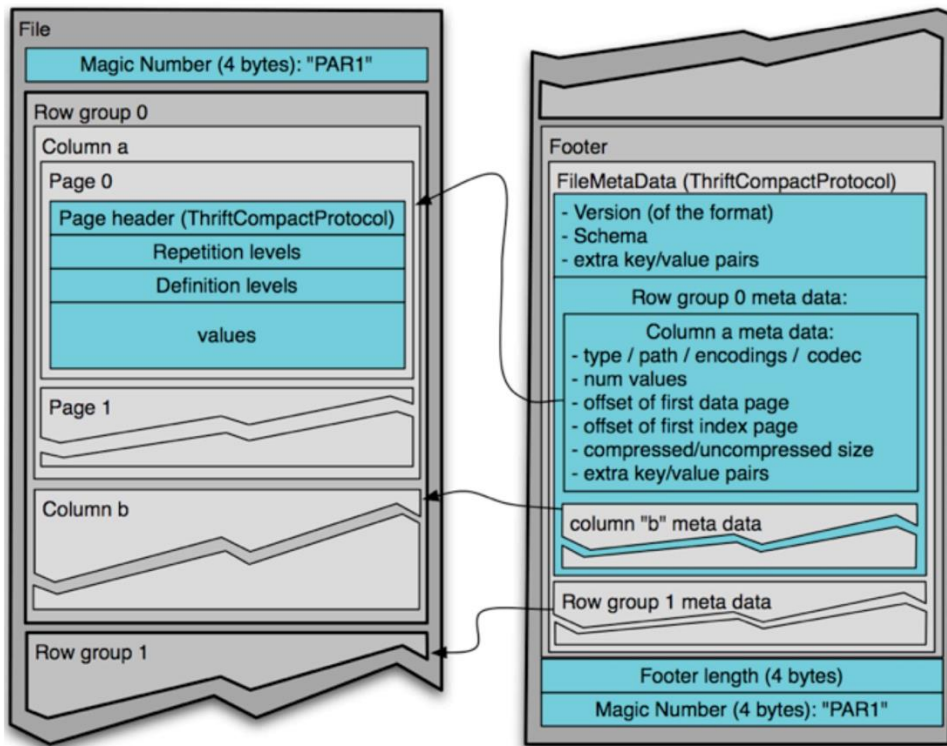 File
Magic Number (4 bytes): "PAR1"
Row group 0
Column a
Page 0
Page header (ThriftCompactProtocol)
Repetition levels
Definition levels
values
Page 1
Column b
Row group 1
Footer
FileMetaData (ThriftCompactProtocol)
- Version (of the format)
- Schema
- extra key/value pairs
Row group 0 meta data:
Column a meta data:
- type / path / encodings / codec
- num values
- offset of first data page
- offset of first index page
- compressed/uncompressed size
- extra key/value pairs
column "b" meta data
Row group 1 meta data
Footer length (4 bytes)
Magic Number (4 bytes): "PAR1"